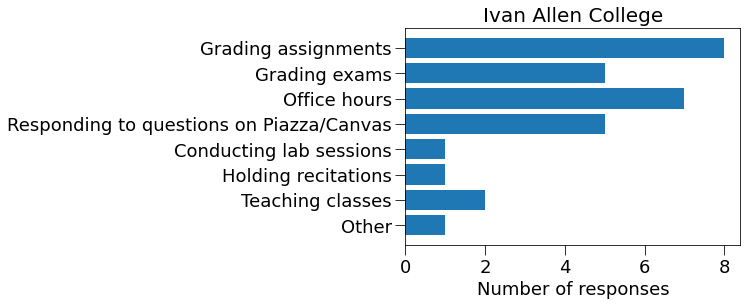 Ivan Allen College
Grading assignments
Grading exams
Office hours
Responding to questions on Piazza/Canvas
Conducting lab sessions
Holding recitations
Teaching classes
Other
0 2 4 6 8
Number of responses